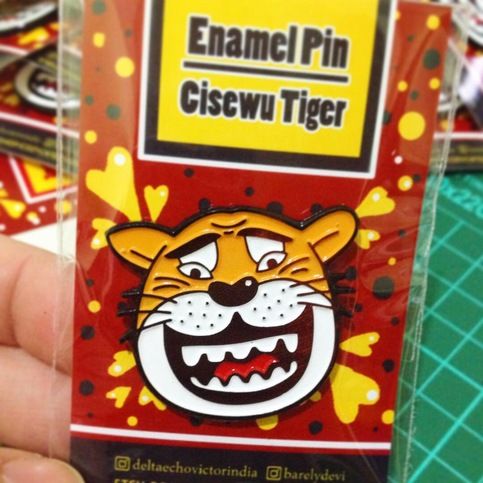 Enamel Pin
Cisewu Tiger
deltaechovictorindia barelydevi